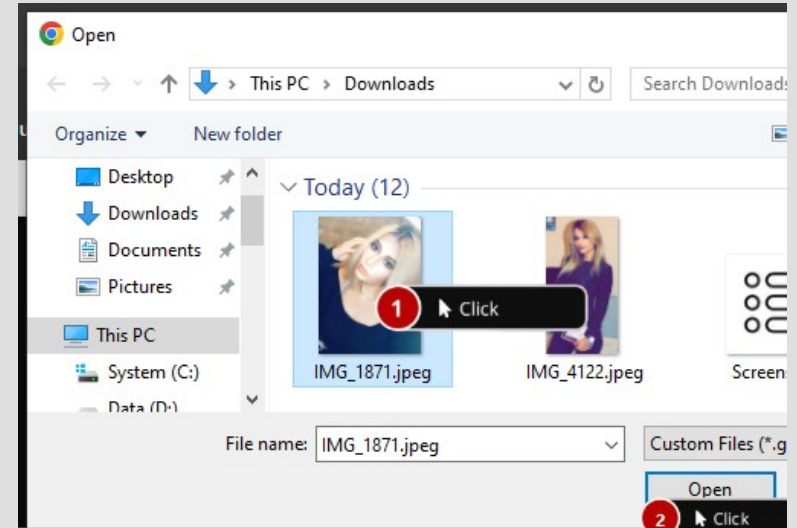 Open
This PC > Downloads
Search Downloads
Organize
New folder
Desktop
Downloads
Documents
Pictures
This PC
System (C:)
Data (D:)
Today (12)
1 Click
IMG_1871.jpeg
IMG_4122.jpeg
Screen
File name: IMG_1871.jpeg
Custom Files (*.g
Open
2 Click